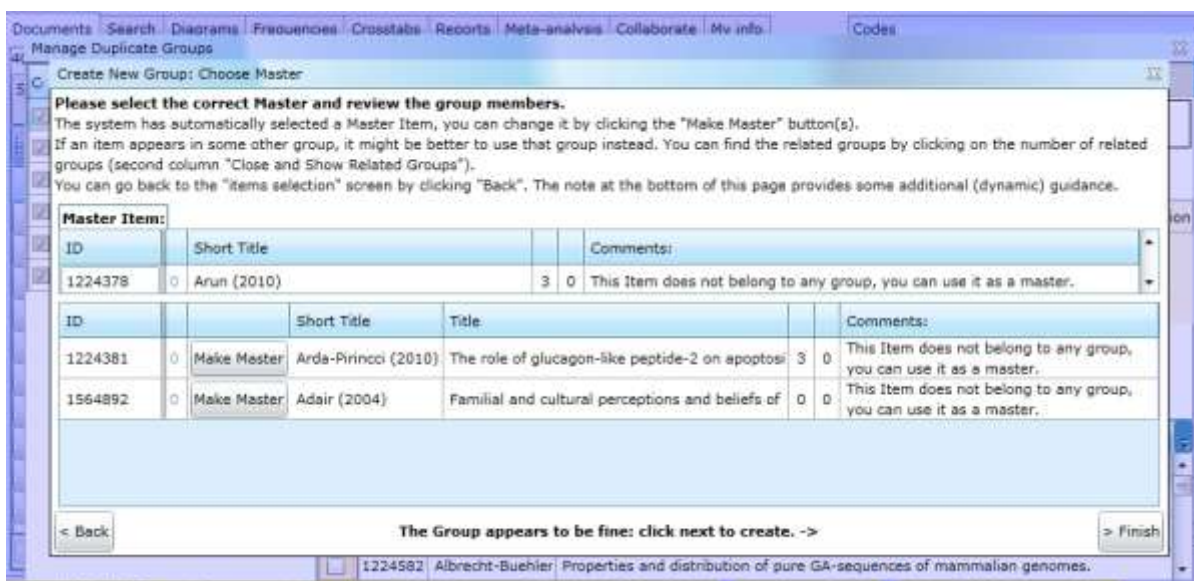 Documents Search Diagrams Frequencies Crosstabs Reports Meta-analysis Collaborate My info Codes
Manage Duplicate Groups
Create New Group: Choose Master
Please select the correct Master and review the group members.
The system has automatically selected a Master Item, you can change it by clicking the "Make Master" button(s).
If an item appears in some other group, it might be better to use that group instead. You can find the related groups by clicking on the number of related
groups (second column "Close and Show Related Groups").
You can go back to the "items selection" screen by clicking "Back". The note at the bottom of this page provides some additional (dynamic) guidance.
Master Item:
ID Short Title Comments:
1224378 0 Arun (2010) 3 0 This Item does not belong to any group, you can use it as a master.
ID Short Title Title Comments:
1224381 0 Make Master Arda-Pirincci (2010) The role of glucagon-like peptide-2 on apoptosi 3 0 This Item does not belong to any group,
you can use it as a master.
1564892 0 Make Master Adair (2004) Familial and cultural perceptions and beliefs of 0 0 This Item does not belong to any group,
you can use it as a master.
< Back The Group appears to be fine: click next to create. -> > Finish
1224582 Albrecht-Buehler Properties and distribution of pure GA-sequences of mammalian genomes.